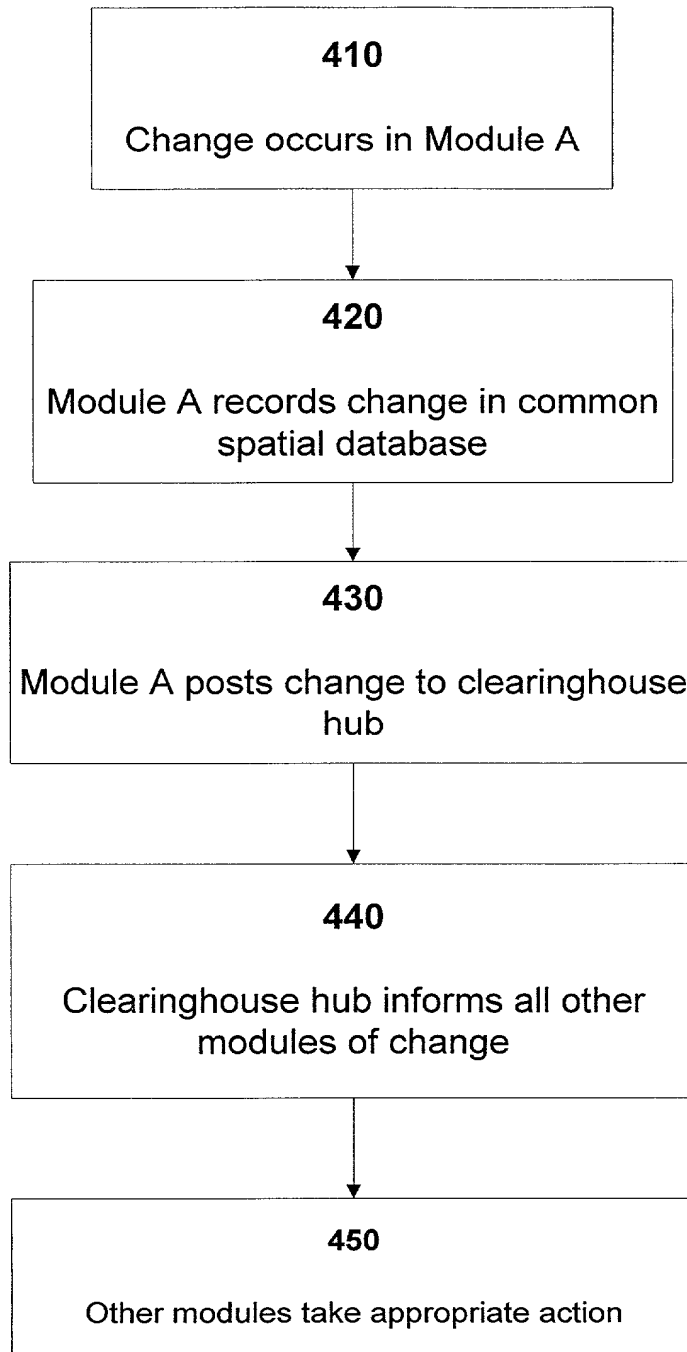 410
Change occurs in Module A
420
Module A records change in common
spatial database
430
Module A posts change to clearinghouse
hub
440
Clearinghouse hub informs all other
modules of change
450
Other modules take appropriate action